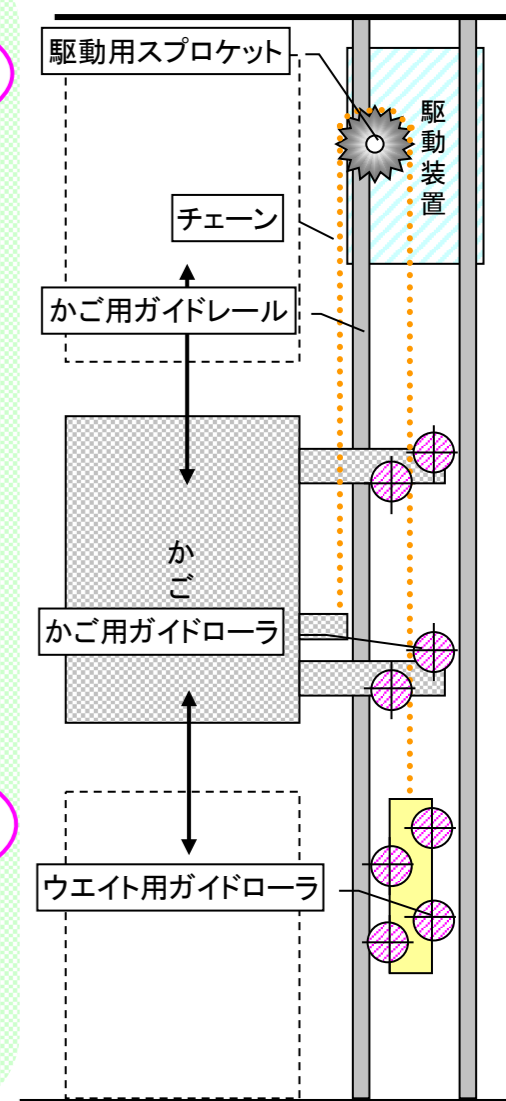 駆動用スプロケット
駆動装置
チェーン
かご用ガイドレール
かご
かご用ガイドローラ
ウエイト用ガイドローラ